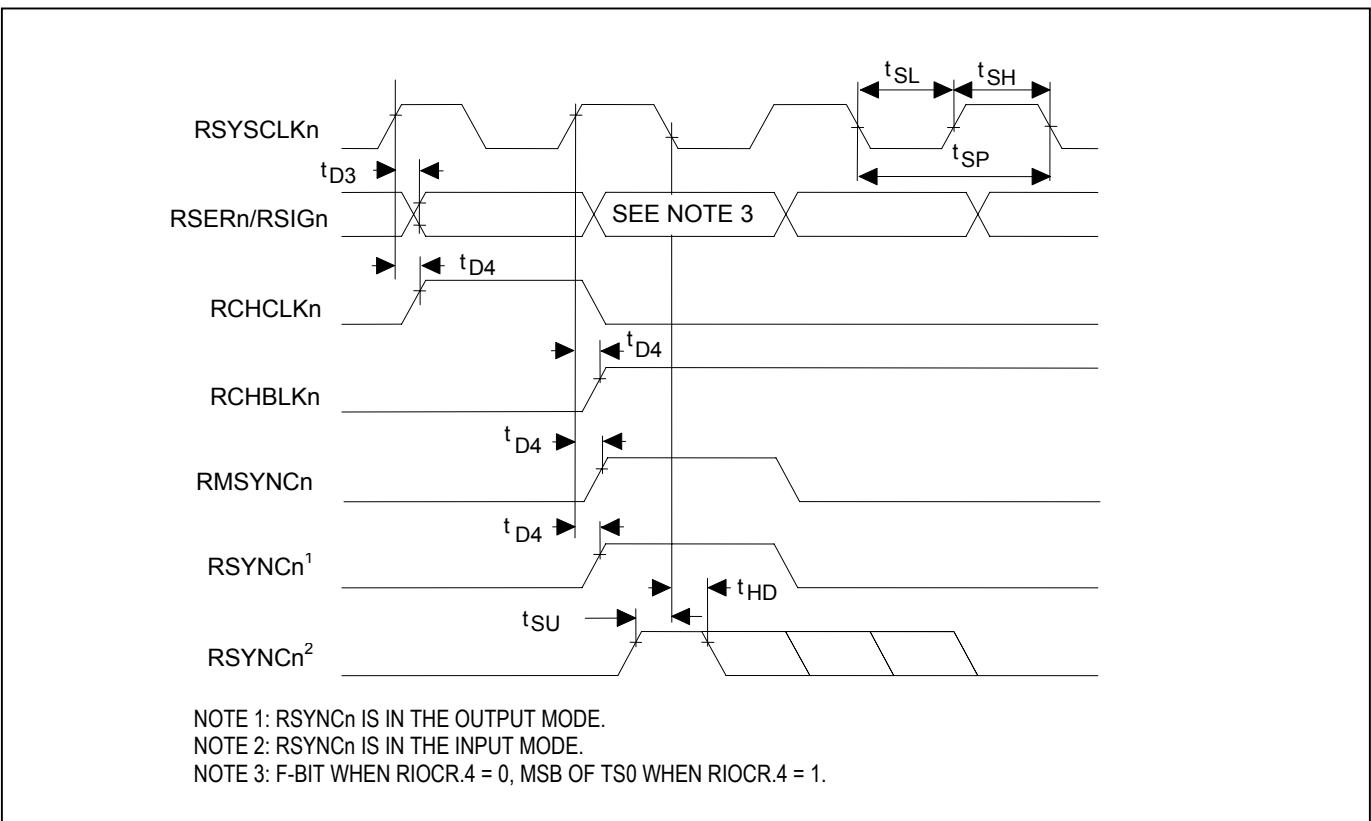 tSL
tSH
RSYSCLKn
tSP
tD3
RSERn/RSIGn
SEE NOTE 3
tD4
RCHCLKn
tD4
RCHBLKn
tD4
RMSYNCn
tD4
RSYNCn1
tHD
tSU
RSYNCn2
NOTE 1: RSYNCn IS IN THE OUTPUT MODE.
NOTE 2: RSYNCn IS IN THE INPUT MODE.
NOTE 3: F-BIT WHEN RIOCR.4 = 0, MSB OF TS0 WHEN RIOCR.4 = 1.